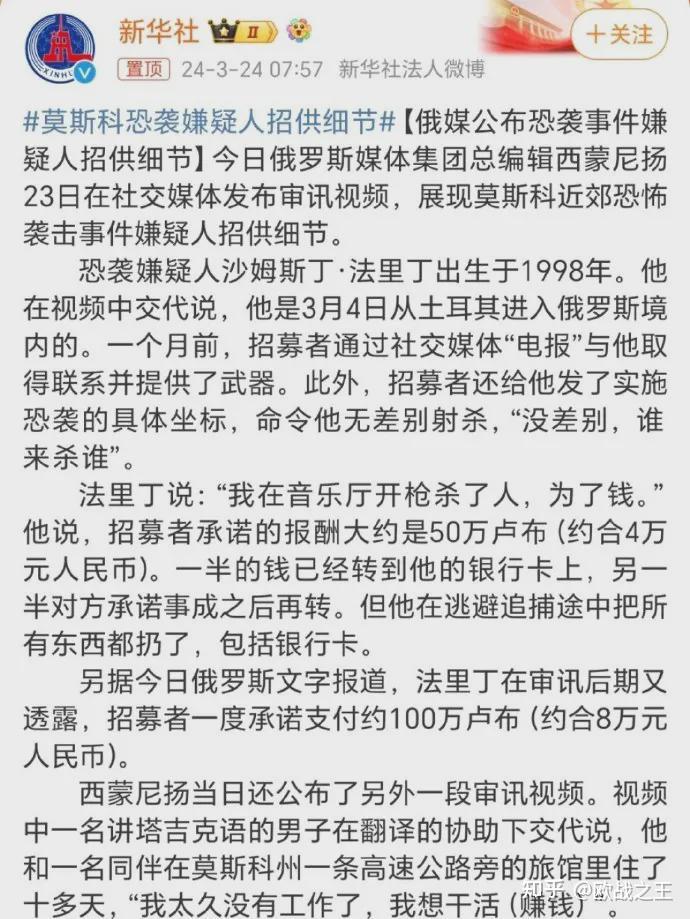 新华社 II
置顶 24-3-24 07:57 新华社法人微博
+关注
XINHU
#莫斯科恐袭嫌疑人招供细节#【俄媒公布恐袭事件嫌
疑人招供细节】今日俄罗斯媒体集团总编辑西蒙尼扬
23日在社交媒体发布审讯视频，展现莫斯科近郊恐怖
袭击事件嫌疑人招供细节。
恐袭嫌疑人沙姆斯丁·法里丁出生于1998年。他
在视频中交代说，他是3月4日从土耳其进入俄罗斯境
内的。一个月前，招募者通过社交媒体“电报”与他取
得联系并提供了武器。此外，招募者还给他发了实施
恐袭的具体坐标，命令他无差别射杀，“没差别，谁
来杀谁”。
法里丁说：“我在音乐厅开枪杀了人，为了钱。”
他说，招募者承诺的报酬大约是50万卢布（约合4万
元人民币）。一半的钱已经转到他的银行卡上，另一
半对方承诺事成之后再转。但他在逃避追捕途中把所
有东西都扔了，包括银行卡。
另据今日俄罗斯文字报道，法里丁在审讯后期又
透露，招募者一度承诺支付约100万卢布（约合8万元
人民币）。
西蒙尼扬当日还公布了另外一段审讯视频。视频
中一名讲塔吉克语的男子在翻译的协助下交代说，他
和一名同伴在莫斯科州一条高速公路旁的旅馆里住了
十多天，“我太久没有工作了，我想干活（赚钱）”。
知乎 @欧战之王